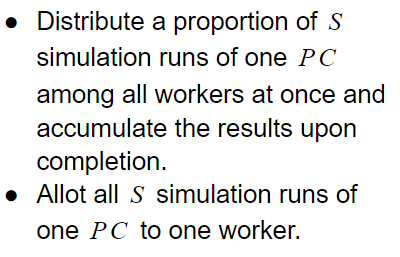 ● Distribute a proportion of S
simulation runs of one PC
among all workers at once and
accumulate the results upon
completion.
● Allot all S simulation runs of
one PC to one worker.